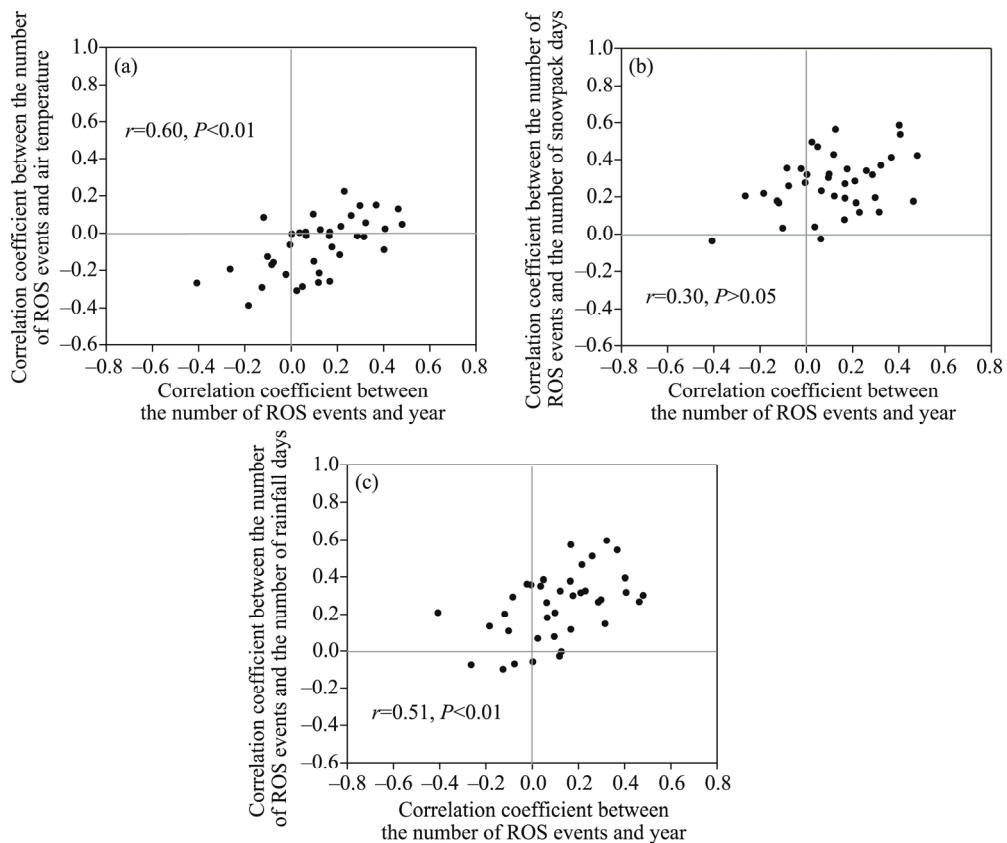 Correlation coefficient between the number
of ROS events and air temperature
(a)
r=0.60, P<0.01
1.0
0.8
0.6
0.4
0.2
0.0
–0.2
–0.4
–0.6
–0.8 –0.6 –0.4 –0.2 0.0 0.2 0.4 0.6 0.8
Correlation coefficient between
the number of ROS events and year
Correlation coefficient between the number of
ROS events and the number of snowpack days
(b)
r=0.30, P>0.05
1.0
0.8
0.6
0.4
0.2
0.0
–0.2
–0.4
–0.6
–0.8 –0.6 –0.4 –0.2 0.0 0.2 0.4 0.6 0.8
Correlation coefficient between
the number of ROS events and year
Correlation coefficient between the number
of ROS events and the number of rainfall days
(c)
r=0.51, P<0.01
1.0
0.8
0.6
0.4
0.2
0.0
–0.2
–0.4
–0.6
–0.8 –0.6 –0.4 –0.2 0.0 0.2 0.4 0.6 0.8
Correlation coefficient between
the number of ROS events and year